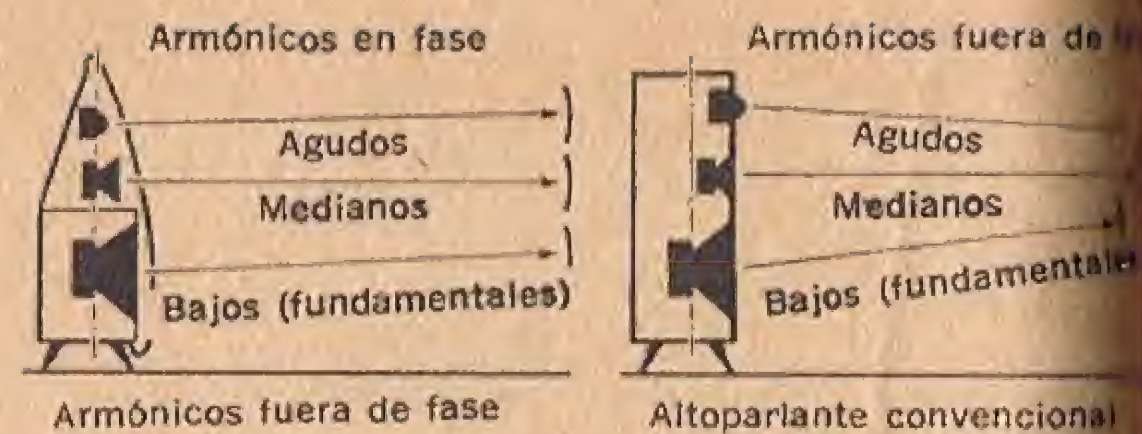 Armónicos en fase
Agudos
Medianos
Bajos (fundamentales)
Armónicos fuera de fase
Armónicos fuera de
Agudos
Medianos
Bajos
Altoparlante convencional